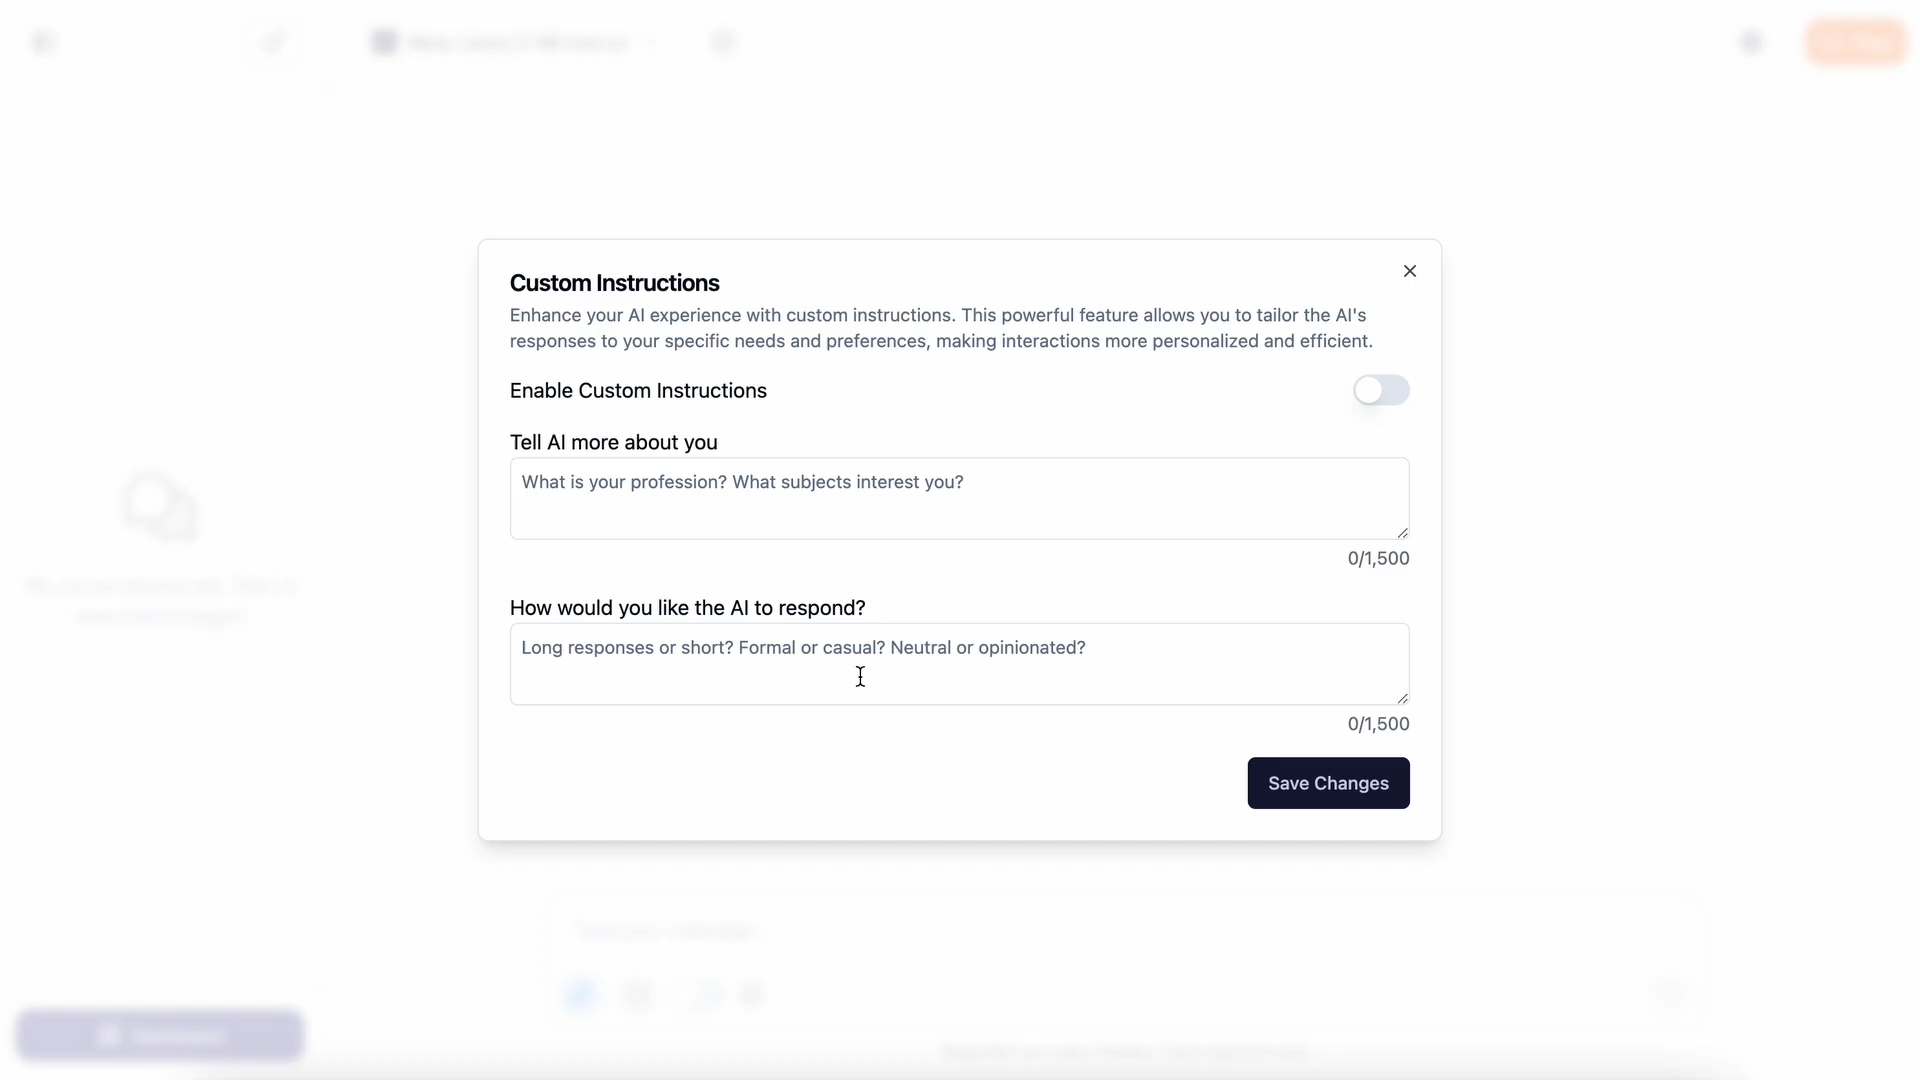 Custom Instructions
Enhance your AI experience with custom instructions. This powerful feature allows you to tailor the AI's
responses to your specific needs and preferences, making interactions more personalized and efficient.
Enable Custom Instructions
Tell AI more about you
What is your profession? What subjects interest you?
0/1,500
How would you like the AI to respond?
Long responses or short? Formal or casual? Neutral or opinionated?
0/1,500
Save Changes